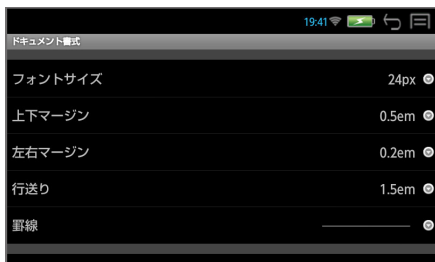 19:41
ドキュメント書式
フォントサイズ 24px
上下マージン 0.5em
左右マージン 0.2em
行送り 1.5em
罫線